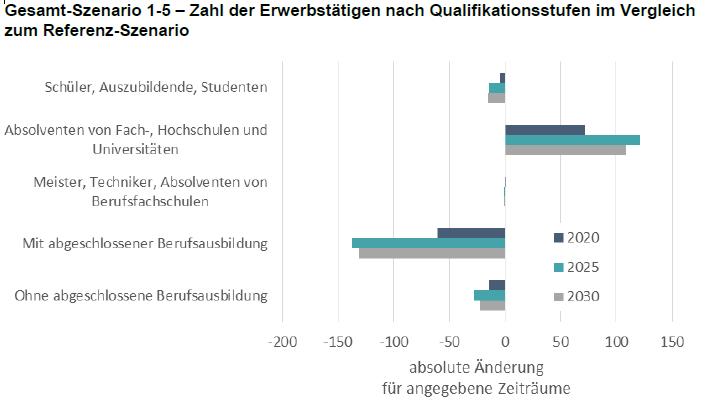 Gesamt-Szenario 1-5 – Zahl der Erwerbstätigen nach Qualifikationsstufen im Vergleich
zum Referenz-Szenario
Schüler, Auszubildende, Studenten
Absolventen von Fach-, Hochschulen und
Universitäten
Meister, Techniker, Absolventen von
Berufsfachschulen
Mit abgeschlossener Berufsausbildung
Ohne abgeschlossene Berufsausbildung
2020
2025
2030
-200 -150 -100 -50 0 50 100 150
absolute Änderung
für angegebene Zeiträume